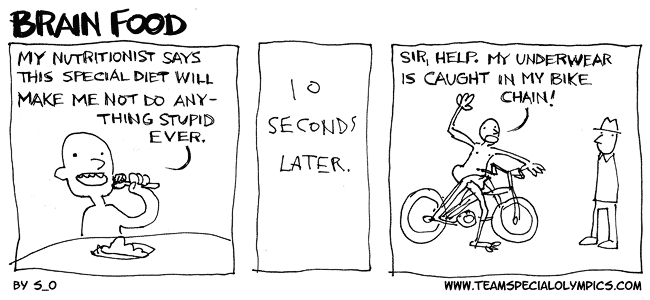 BRAIN FOOD
MY NUTRITIONIST SAYS
THIS SPECIAL DIET WILL
MAKE ME NOT DO ANY-
THING STUPID
EVER.
10
SECONDS
LATER.
SIR, HELP. MY UNDERWEAR
IS CAUGHT IN MY BIKE
CHAIN!
BY S_O
WWW.TEAMSPECIALOLYMPICS.COM